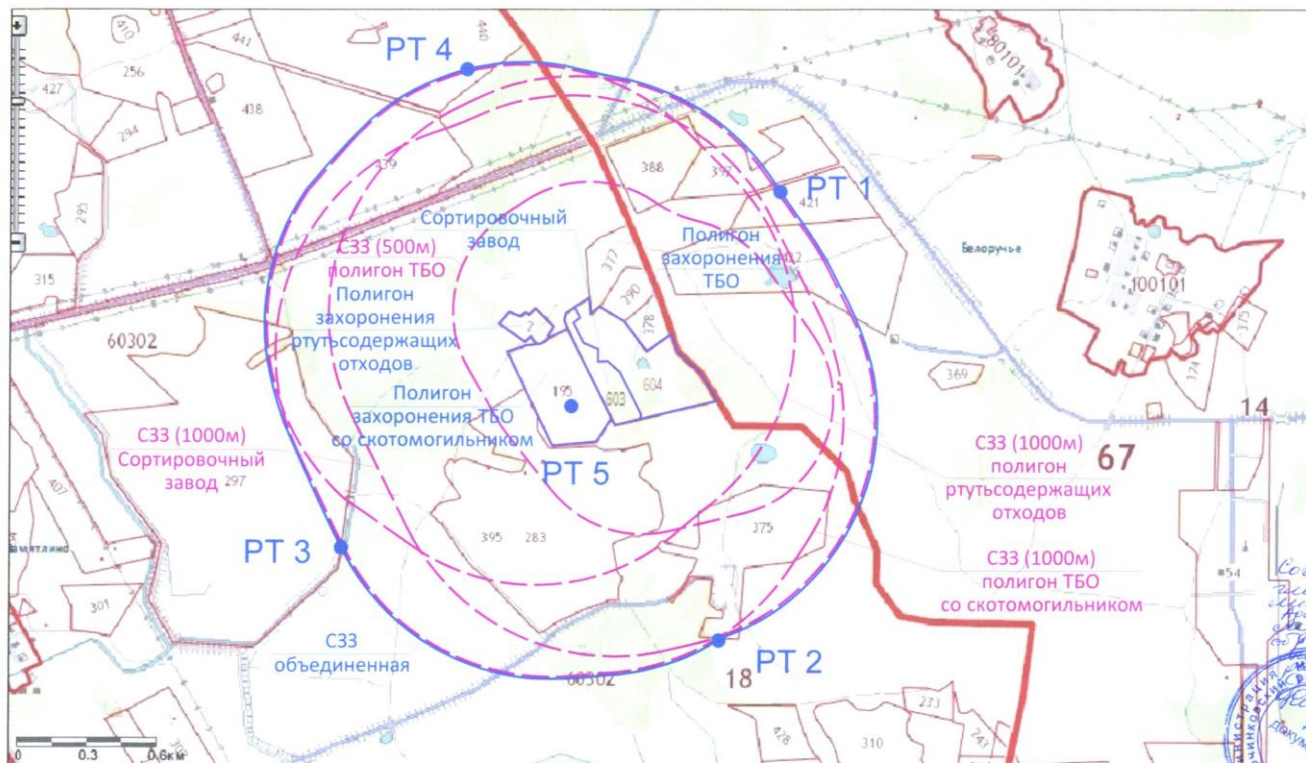 410
256
441
440
427
294
438
295
439
315
РТ 4
388
397
РТ 1
421
80101
Белоручье
100101
375
374
369
14
67
Сортировочный
завод
СЗЗ (500м)
полигон ТБО
Полигон
захоронения
ртутьсодержащих
отходов
Полигон
захоронения
ТБО
377
290
378
2
60302
195
603
604
Полигон
захоронения ТБО
со скотомогильником
РТ 5
СЗЗ (1000м)
Сортировочный
завод
297
407
301
РТ 3
395
283
375
СЗЗ (1000м)
полигон
ртутьсодержащих
отходов
СЗЗ (1000м)
полигон ТБО
со скотомогильником
54
СЗЗ
объединенная
РТ 2
60302
18
233
428
310
243
0
0.3
0.6км